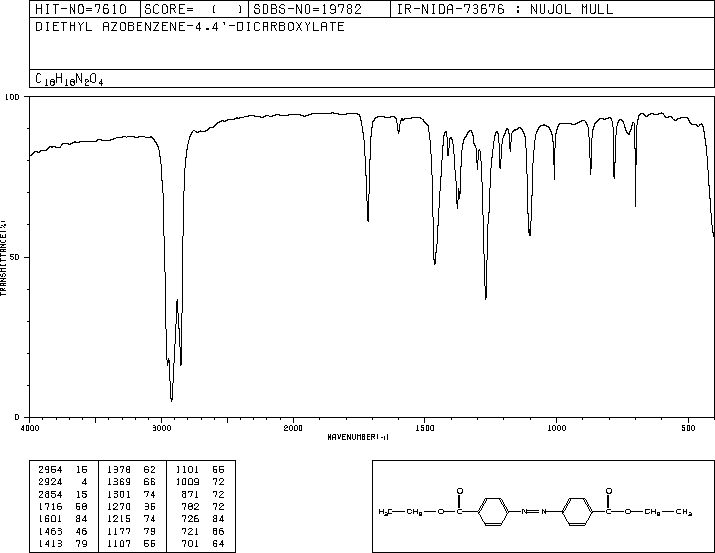 HIT-NO=7610 SCORE= ( ) SDBS-NO=19782 IR-NIDA-73676 : NUJOL MULL
DIETHYL AZOBENZENE-4.4'-DICARBOXYLATE
C18H18N2O4
100
50
0
TRANSMITTANCE(%)
4000 3000 2000 1500 1000 500
WAVENUMBER(-1)
2954 16 1378 62 1101 55
2924 4 1369 66 1009 72
2854 15 1301 74 871 72
1716 60 1270 36 782 72
1601 84 1215 74 726 84
1463 46 1177 79 721 86
1413 79 1107 55 701 64
O O
H3C—CH2—O—C N=N C—O—CH2—CH3